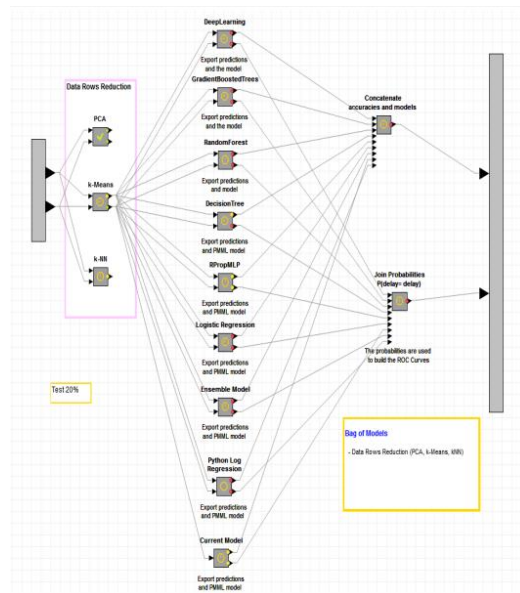 DeepLearning
Export predictions
and the model
GradientBoostedTrees
Export predictions
and the model
RandomForest
Export predictions
and model
DecisionTree
Export predictions
and PMML model
RPropMLP
Export predictions
and PMML model
Logistic Regression
Export predictions
and PMML model
Ensemble Model
Export predictions
and PMML model
Python Log
Regression
Export predictions
and PMML model
Current Model
Export predictions
and PMML model
Data Rows Reduction
PCA
k-Means
k-NN
Test 20%
Concatenate
accuracies and models
Join Probabilities
P(delay= delay)
The probabilities are used
to build the ROC Curves
Bag of Models
- Data Rows Reduction (PCA, k-Means, kNN)